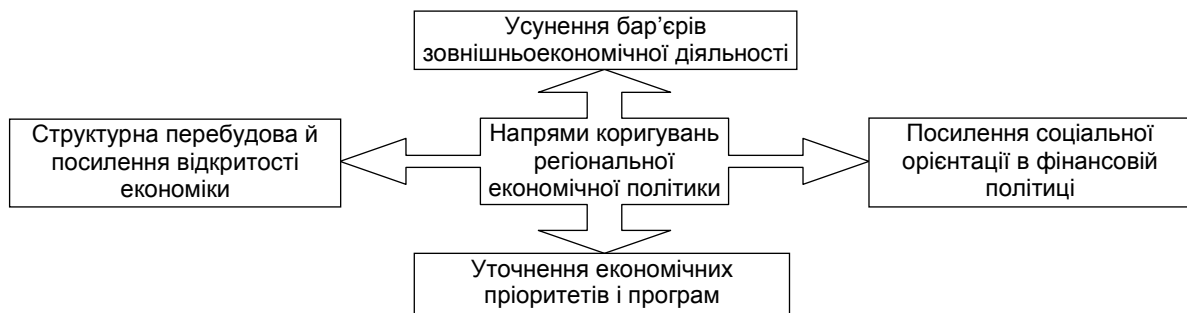 Усунення бар’єрів
зовнішньоекономічної діяльності
Структурна перебудова й
посилення відкритості
економіки
Напрями коригувань
регіональної
економічної політики
Посилення соціальної
орієнтації в фінансовій
політиці
Уточнення економічних
пріоритетів і програм